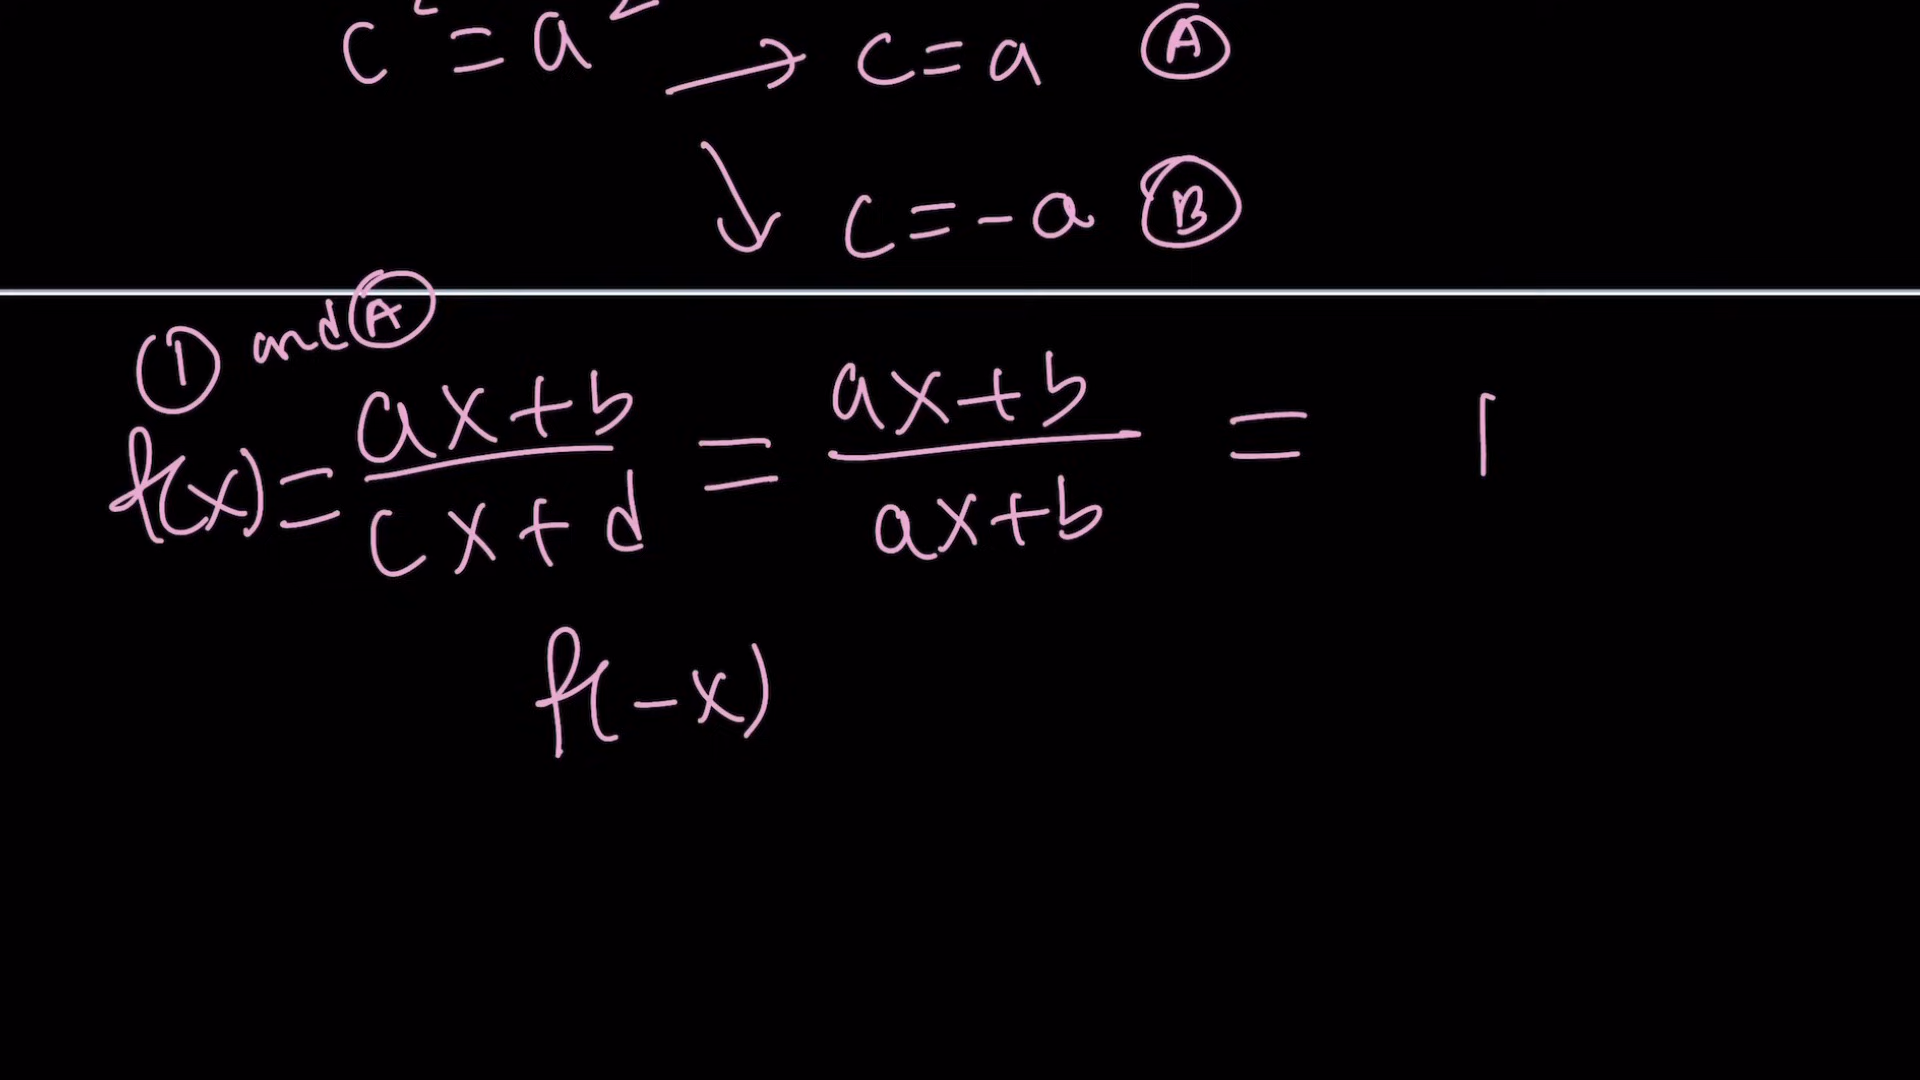 c² = a² → c = a Ⓐ
↓ c = -a Ⓑ
① and Ⓐ
f(x) = (ax+b)/(cx+d) = (ax+b)/(ax+b) = 1
f(-x)